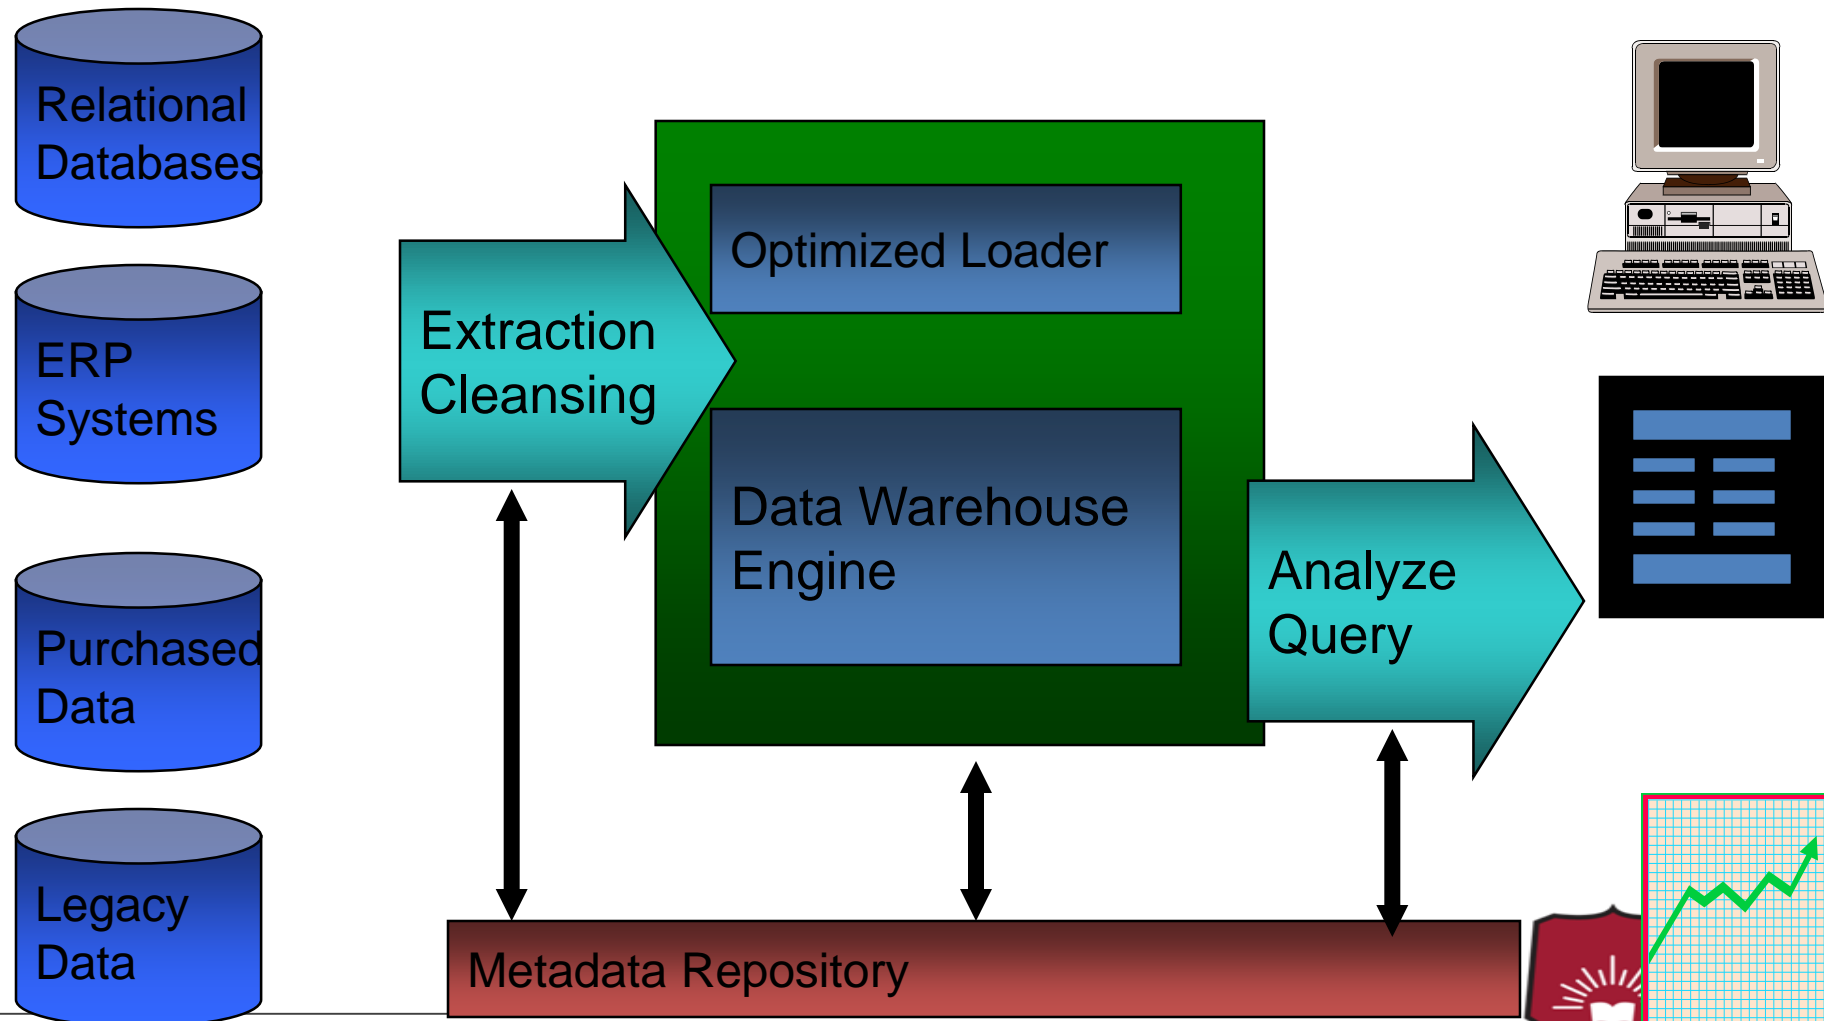 Relational
Databases
ERP
Systems
Purchased
Data
Legacy
Data
Extraction
Cleansing
Optimized Loader
Data Warehouse
Engine
Analyze
Query
Metadata Repository